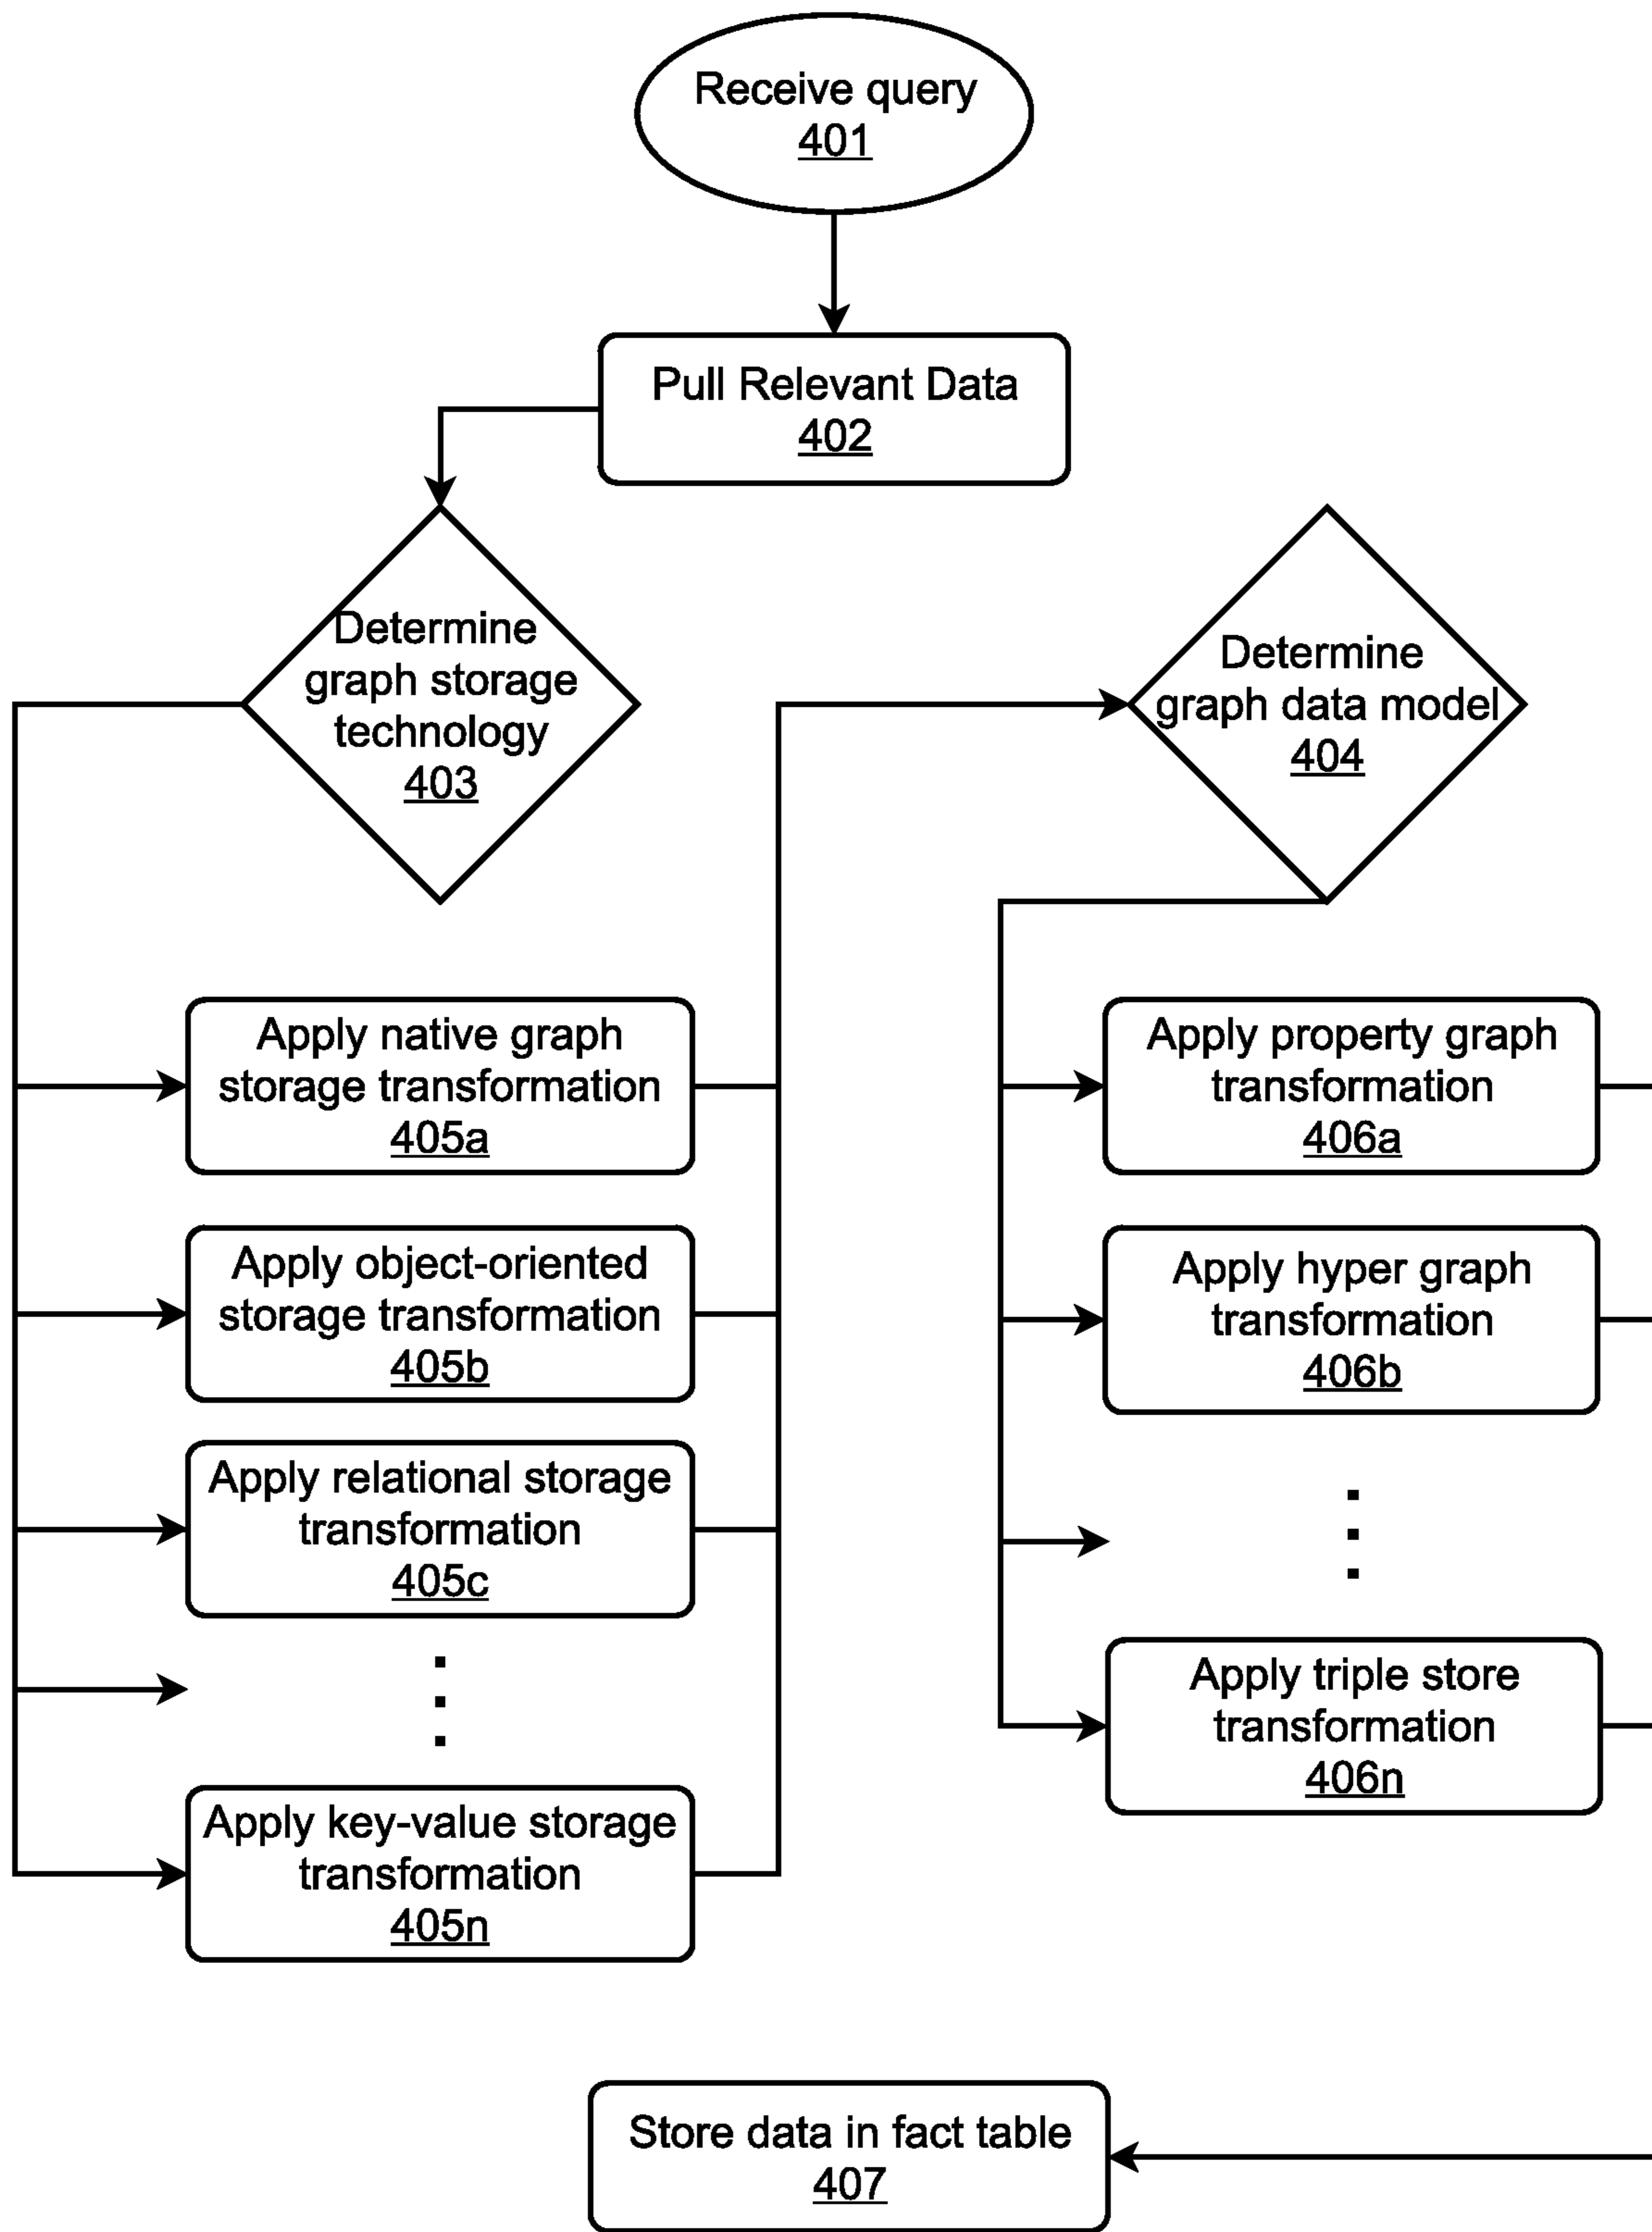 Receive query
401
Pull Relevant Data
402
Determine
graph storage
technology
403
Determine
graph data model
404
Apply native graph
storage transformation
405a
Apply object-oriented
storage transformation
405b
Apply relational storage
transformation
405c
Apply key-value storage
transformation
405n
Apply property graph
transformation
406a
Apply hyper graph
transformation
406b
Apply triple store
transformation
406n
Store data in fact table
407